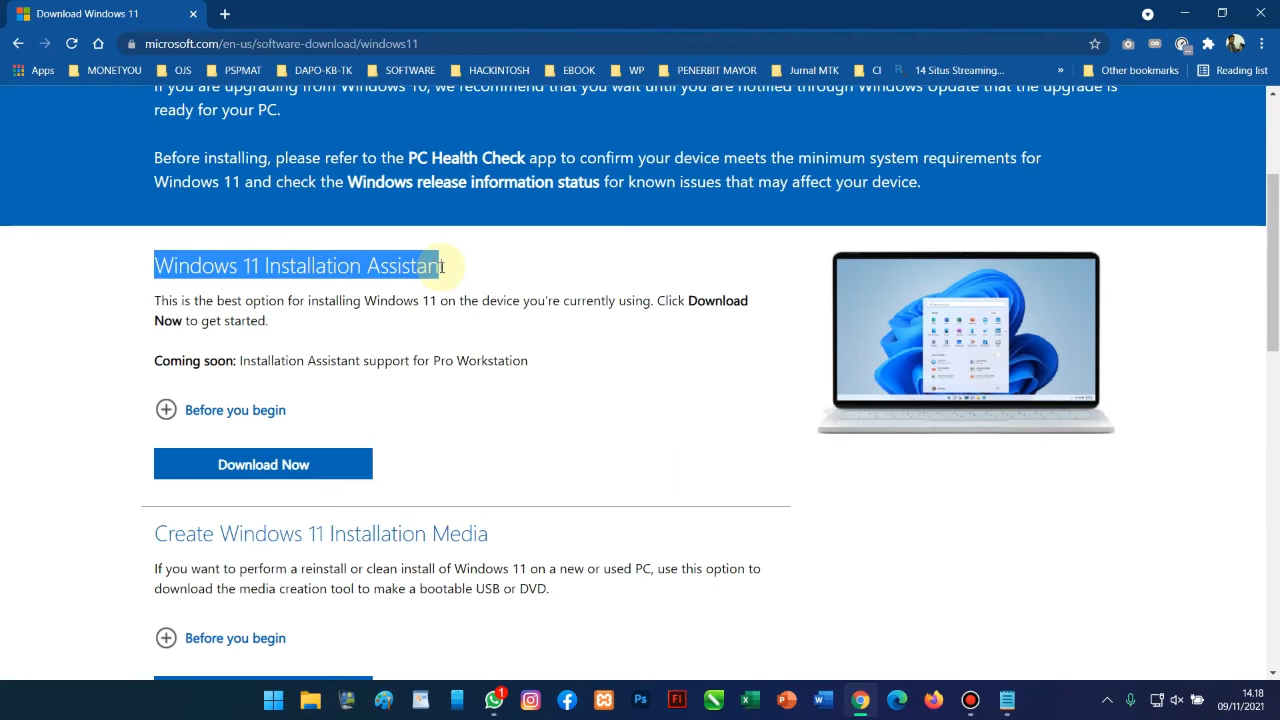 Download Windows 11
microsoft.com/en-us/software-download/windows11
Apps MONETYOU OJS PSPMAT DAPO-KB-TK SOFTWARE HACKINTOSH EBOOK WP PENERBIT MAYOR Jurnal MTK CI 14 Situs Streaming... » Other bookmarks Reading list
If you are upgrading from Windows 10, we recommend that you wait until you are notified through Windows Update that the upgrade is
ready for your PC.
Before installing, please refer to the PC Health Check app to confirm your device meets the minimum system requirements for
Windows 11 and check the Windows release information status for known issues that may affect your device.
Windows 11 Installation Assistant
This is the best option for installing Windows 11 on the device you're currently using. Click Download
Now to get started.
Coming soon: Installation Assistant support for Pro Workstation
Before you begin
Download Now
Create Windows 11 Installation Media
If you want to perform a reinstall or clean install of Windows 11 on a new or used PC, use this option to
download the media creation tool to make a bootable USB or DVD.
Before you begin
1
Ps
Fl
14.18
09/11/2021